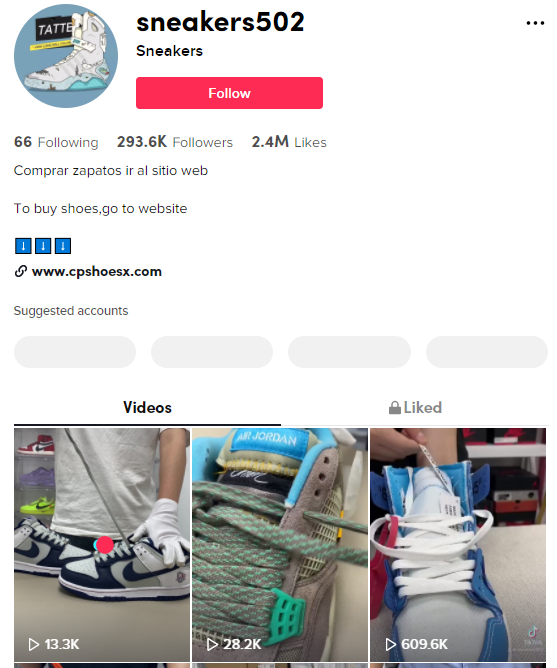 TATTE
sneakers502
Sneakers
Follow
66 Following 293.6K Followers 2.4M Likes
Comprar zapatos ir al sitio web
To buy shoes,go to website
www.cpshoesx.com
Suggested accounts
Videos
Liked
AIR JORDAN
13.3K
28.2K
609.6K
TikTok